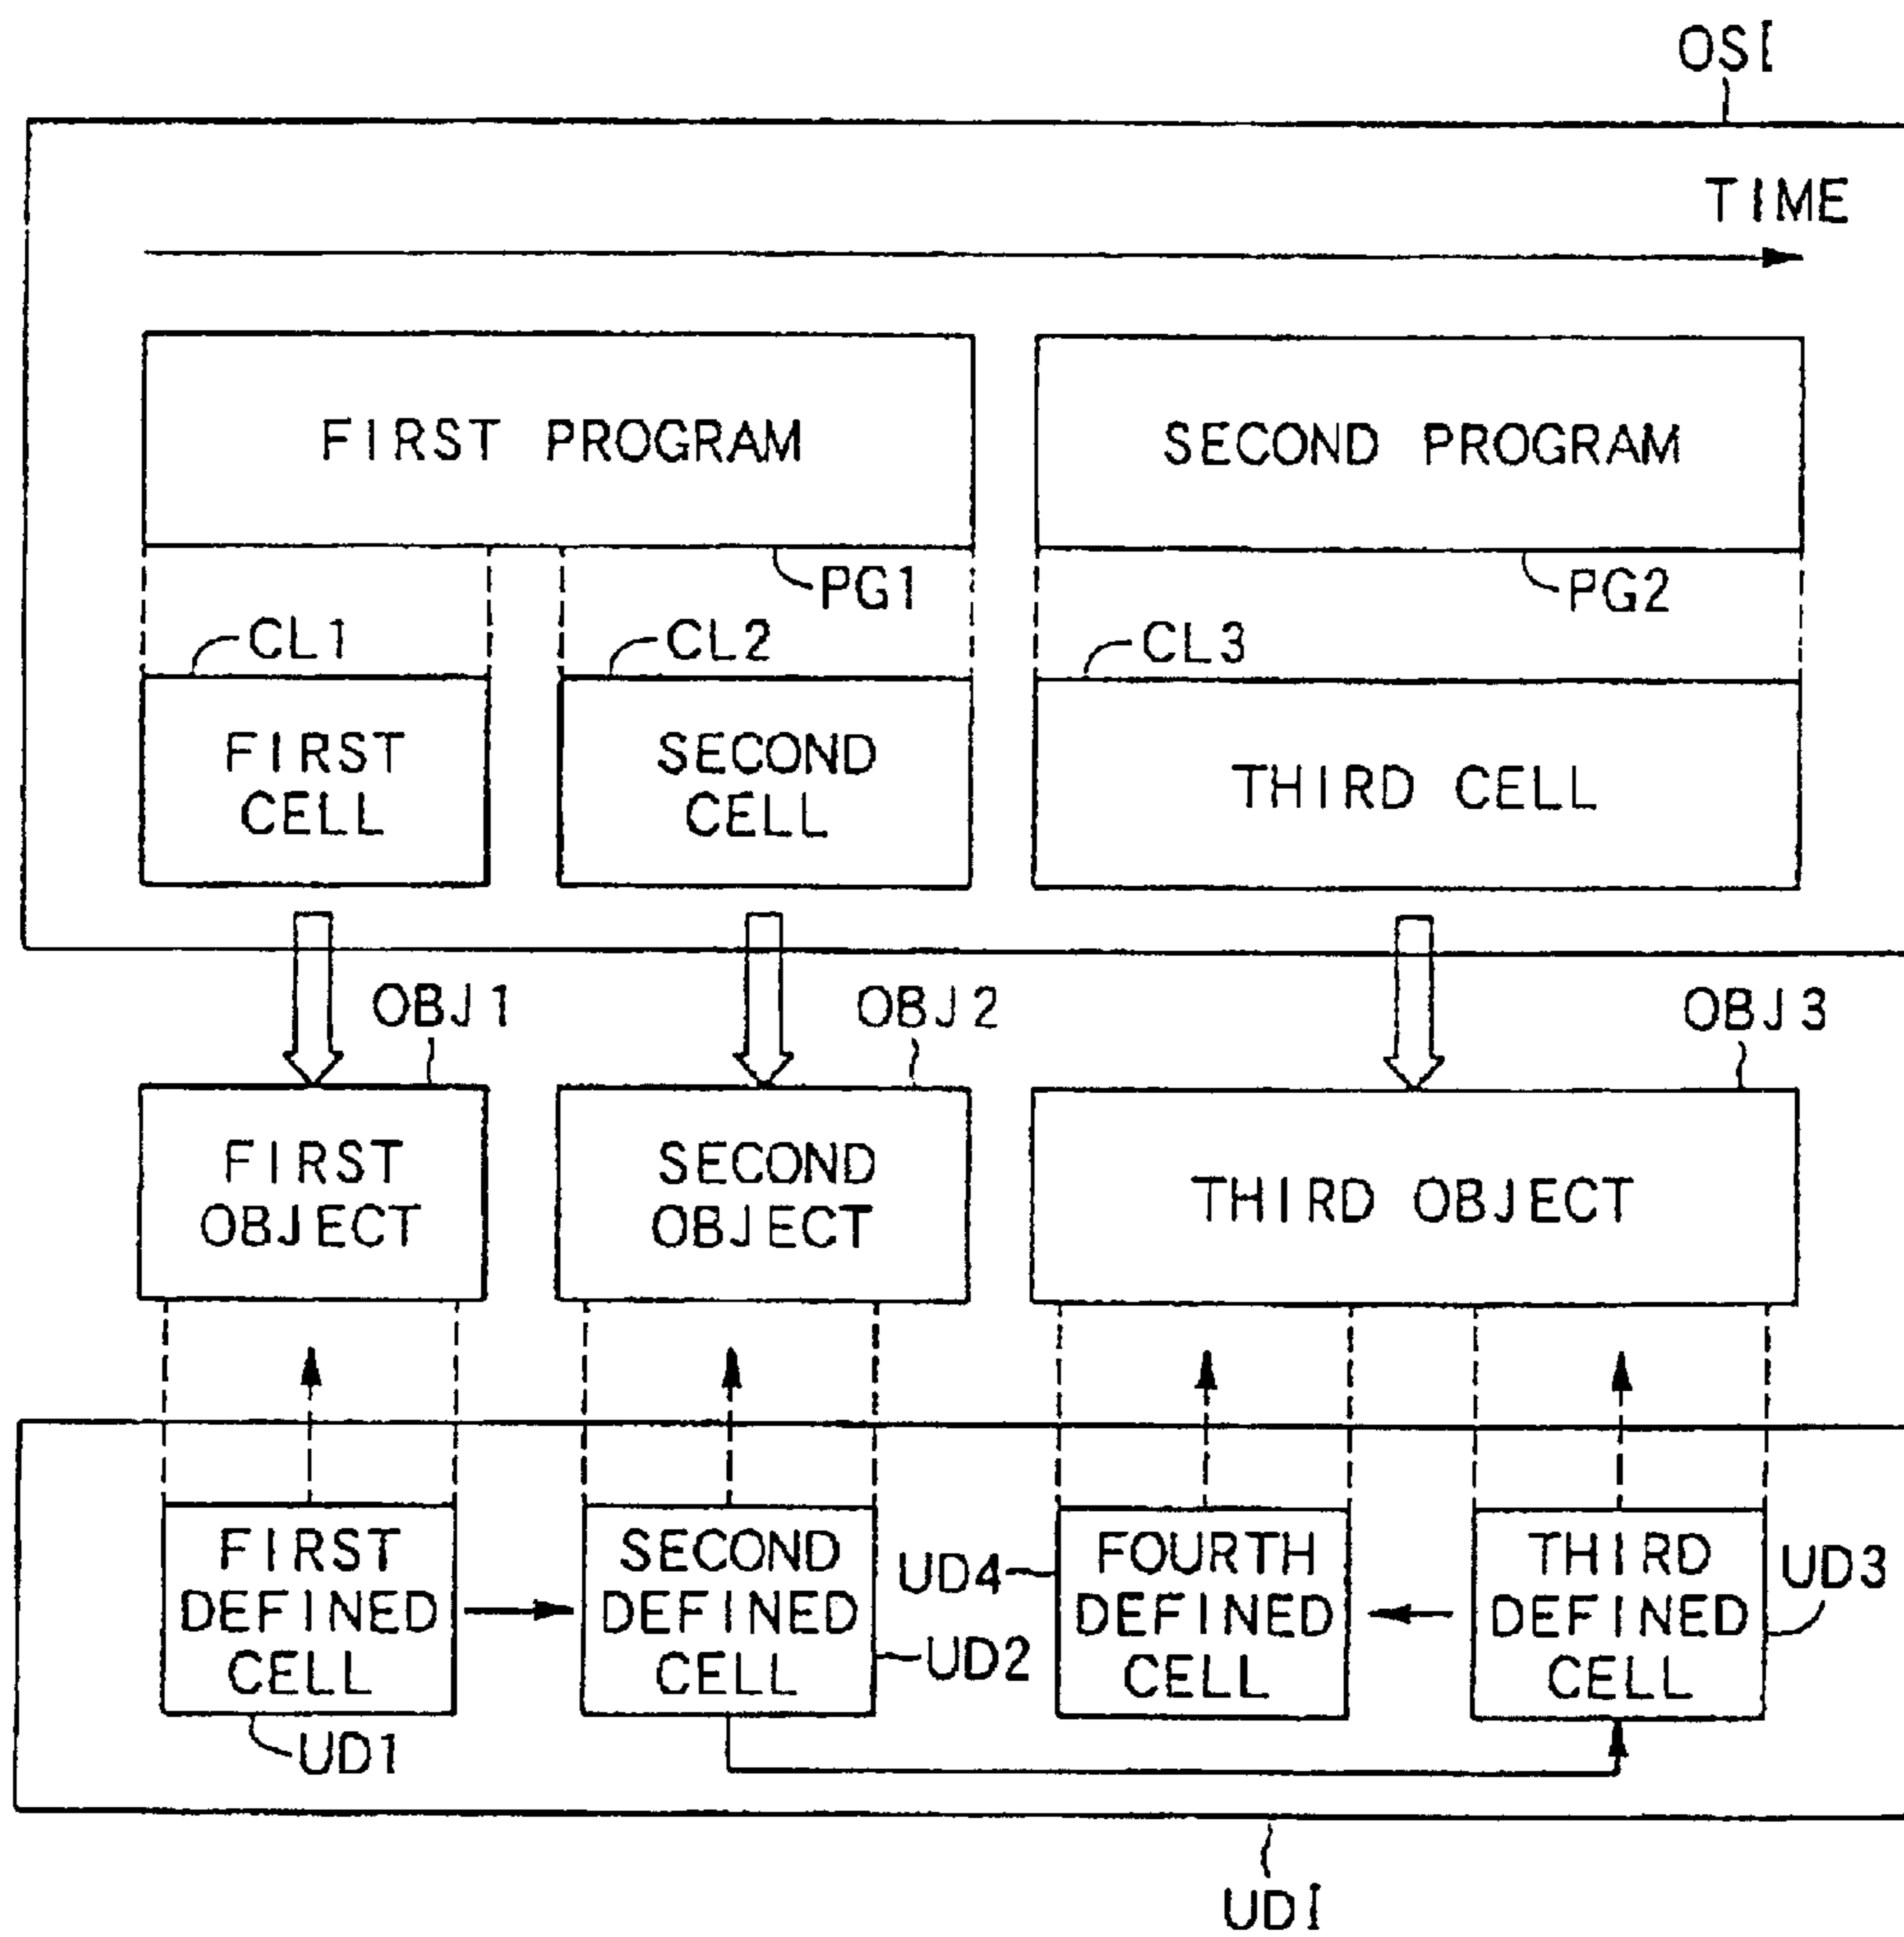 OSI
TIME
FIRST PROGRAM
SECOND PROGRAM
PG1
PG2
CL1
CL2
CL3
FIRST
CELL
SECOND
CELL
THIRD CELL
OBJ1
OBJ2
OBJ3
FIRST
OBJECT
SECOND
OBJECT
THIRD OBJECT
FIRST
DEFINED
CELL
SECOND
DEFINED
CELL
UD4
FOURTH
DEFINED
CELL
THIRD
DEFINED
CELL
UD3
UD2
UD1
UDI